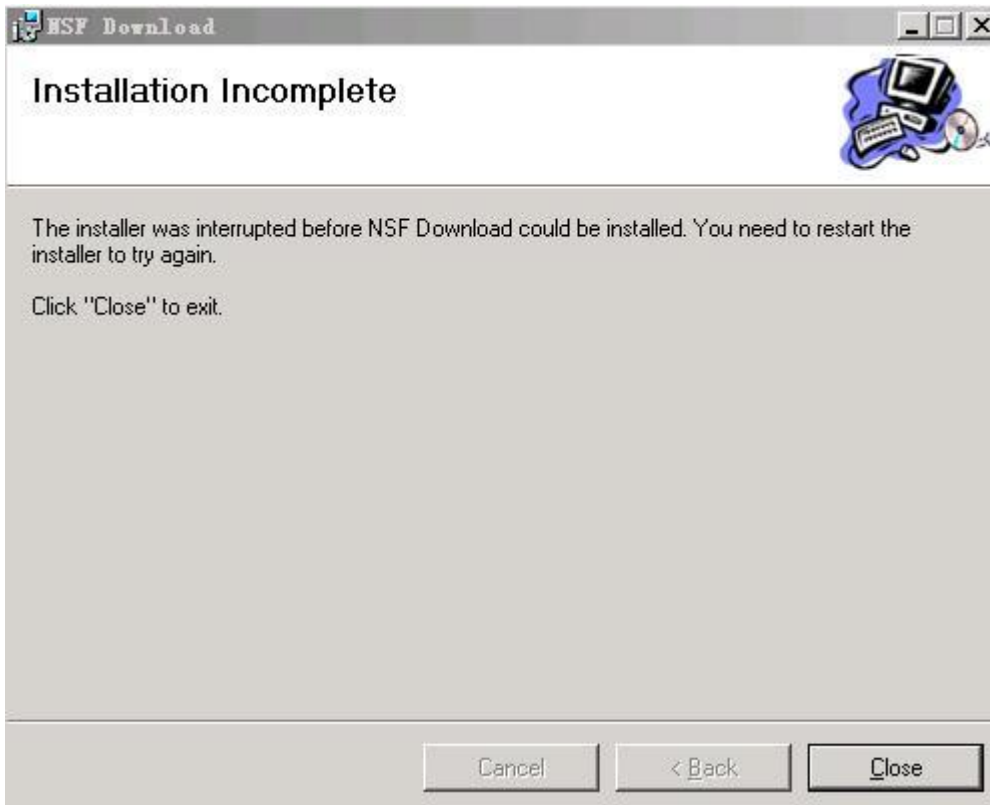 NSF Download
Installation Incomplete
The installer was interrupted before NSF Download could be installed. You need to restart the
installer to try again.
Click "Close" to exit.
Cancel
< Back
Close